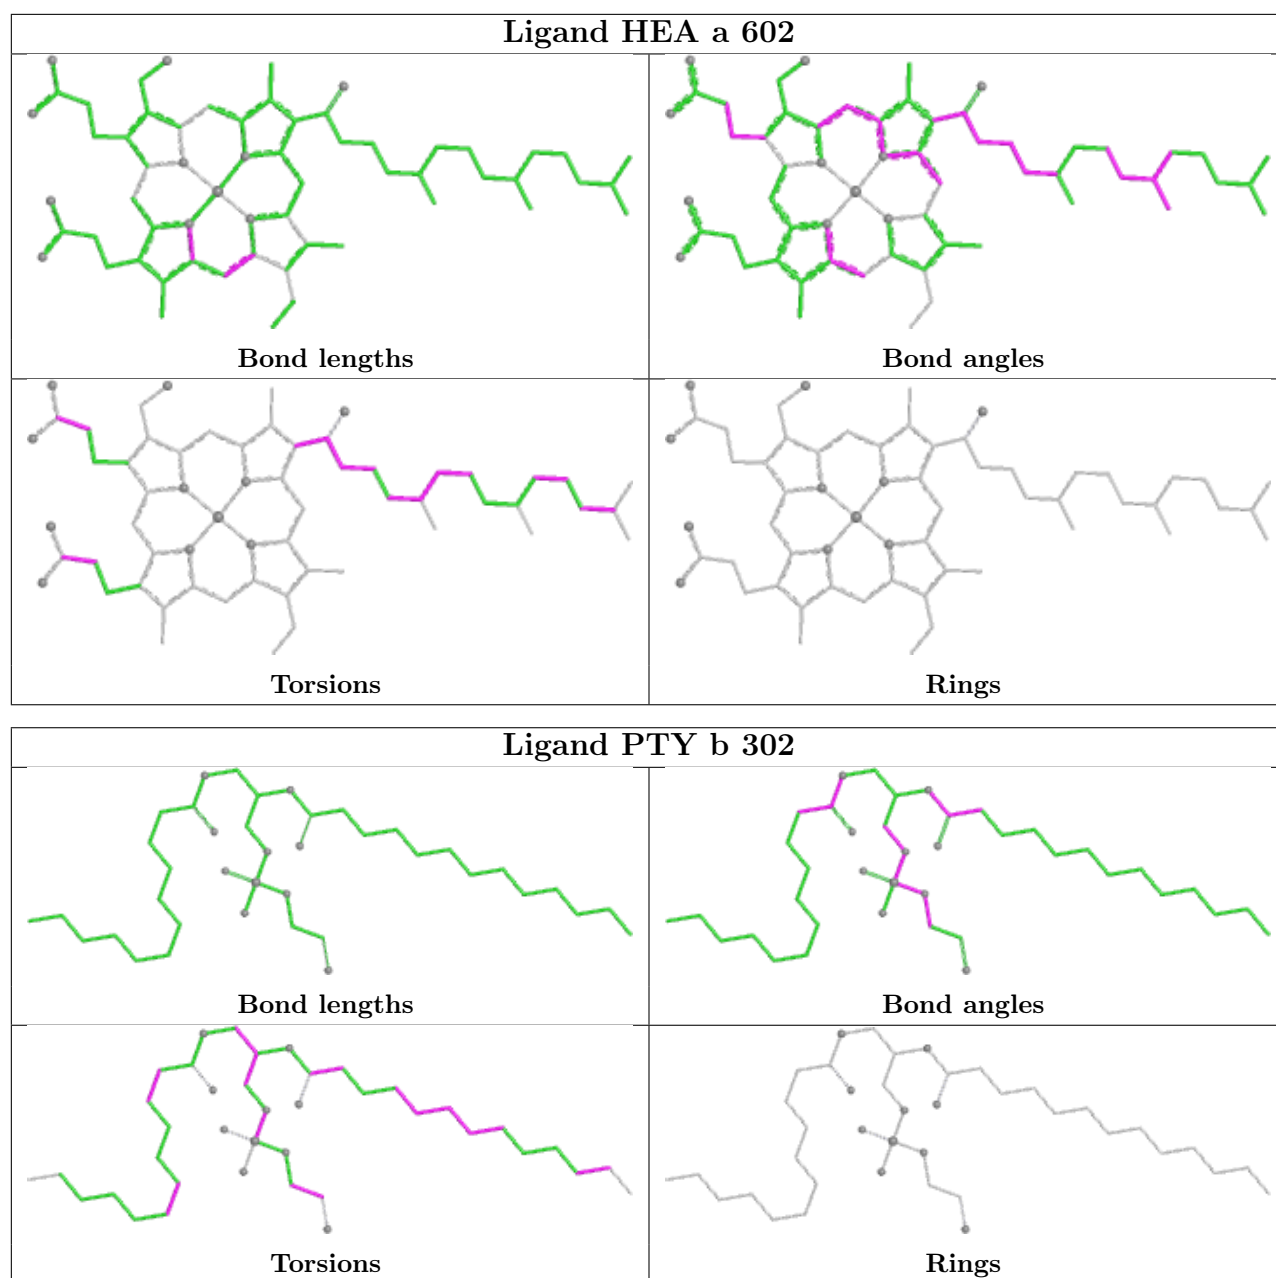 Ligand HEA a 602
Bond lengths
Bond angles
Torsions
Rings
Ligand PTY b 302
Bond lengths
Bond angles
Torsions
Rings